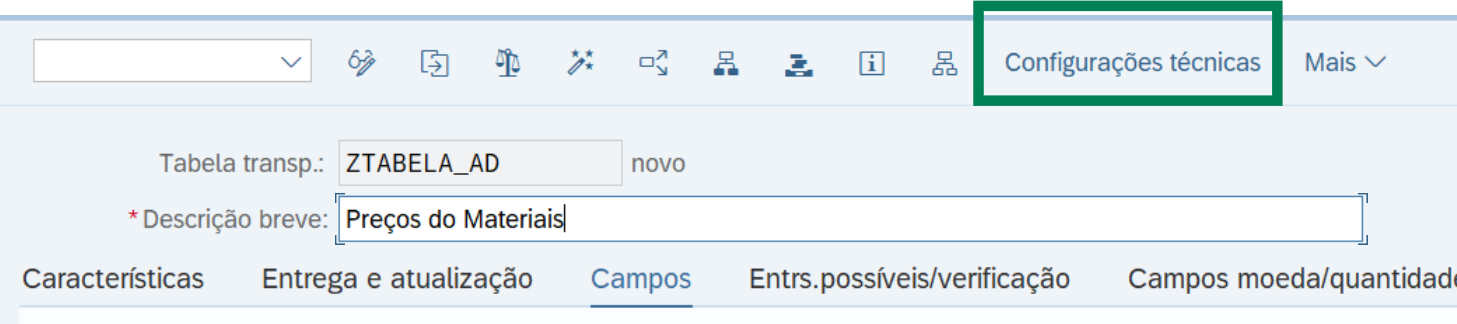 Configurações técnicas Mais
Tabela transp.: ZTABELA_AD novo
*Descrição breve: Preços do Materiais
Características Entrega e atualização Campos Entrs.possíveis/verificação Campos moeda/quantidade